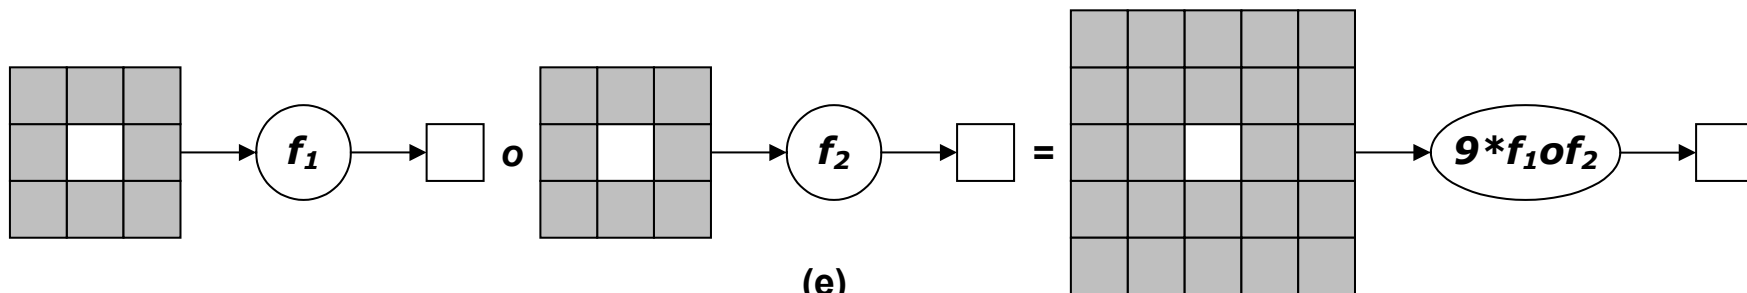 f₁ o f₂ = 9*f₁of₂
(e)